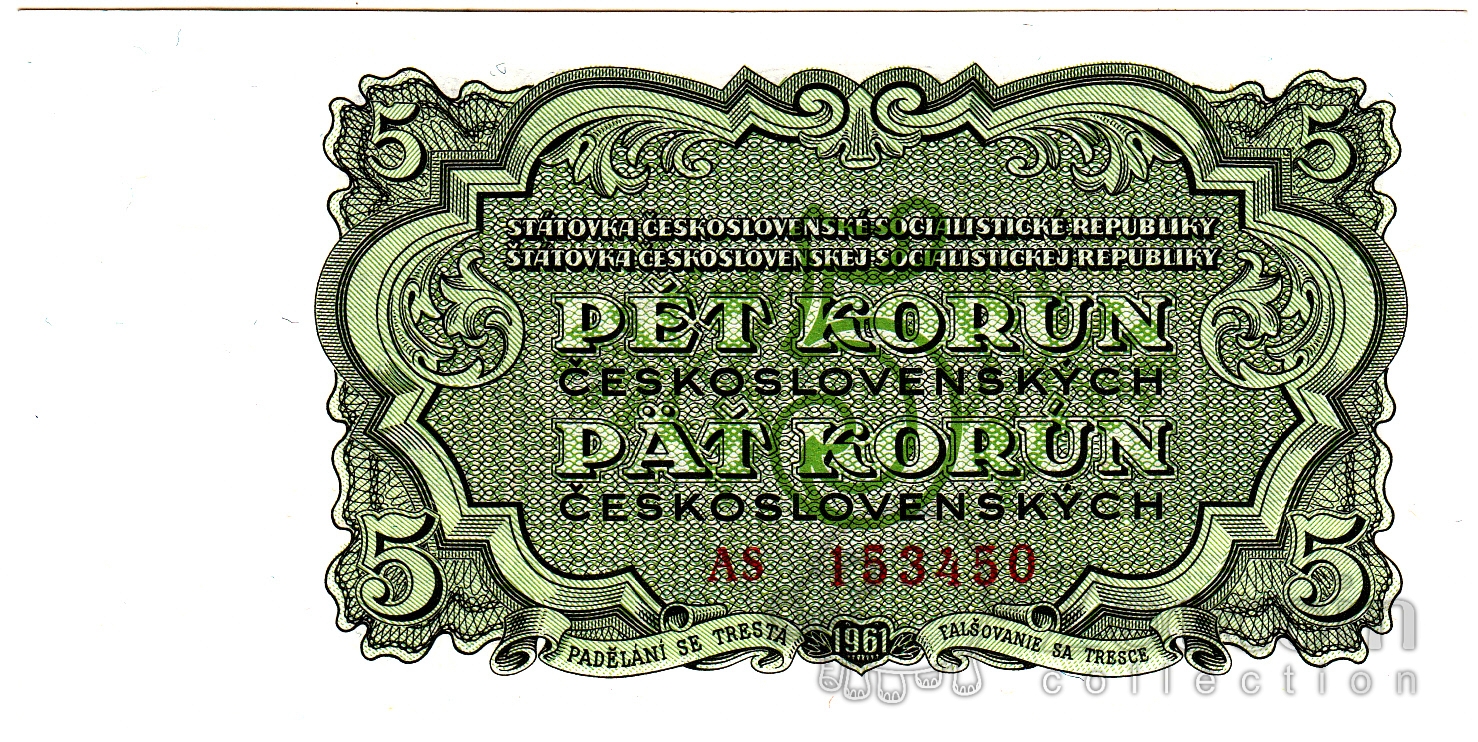 5 5
STÁTOVKA ČESKOSLOVENSKÉ SOCIALISTICKÉ REPUBLIKY
ŠTÁTOVKA ČESKOSLOVENSKEJ SOCIALISTICKEJ REPUBLIKY
PĚT KORUN
ČESKOSLOVENSKÝCH
PÄŤ KORÚN
ČESKOSLOVENSKÝCH
5 5
AS 153450
PADĚLÁNÍ SE TRESTÁ 1961 FALŠOVANIE SA TRESCE
collection